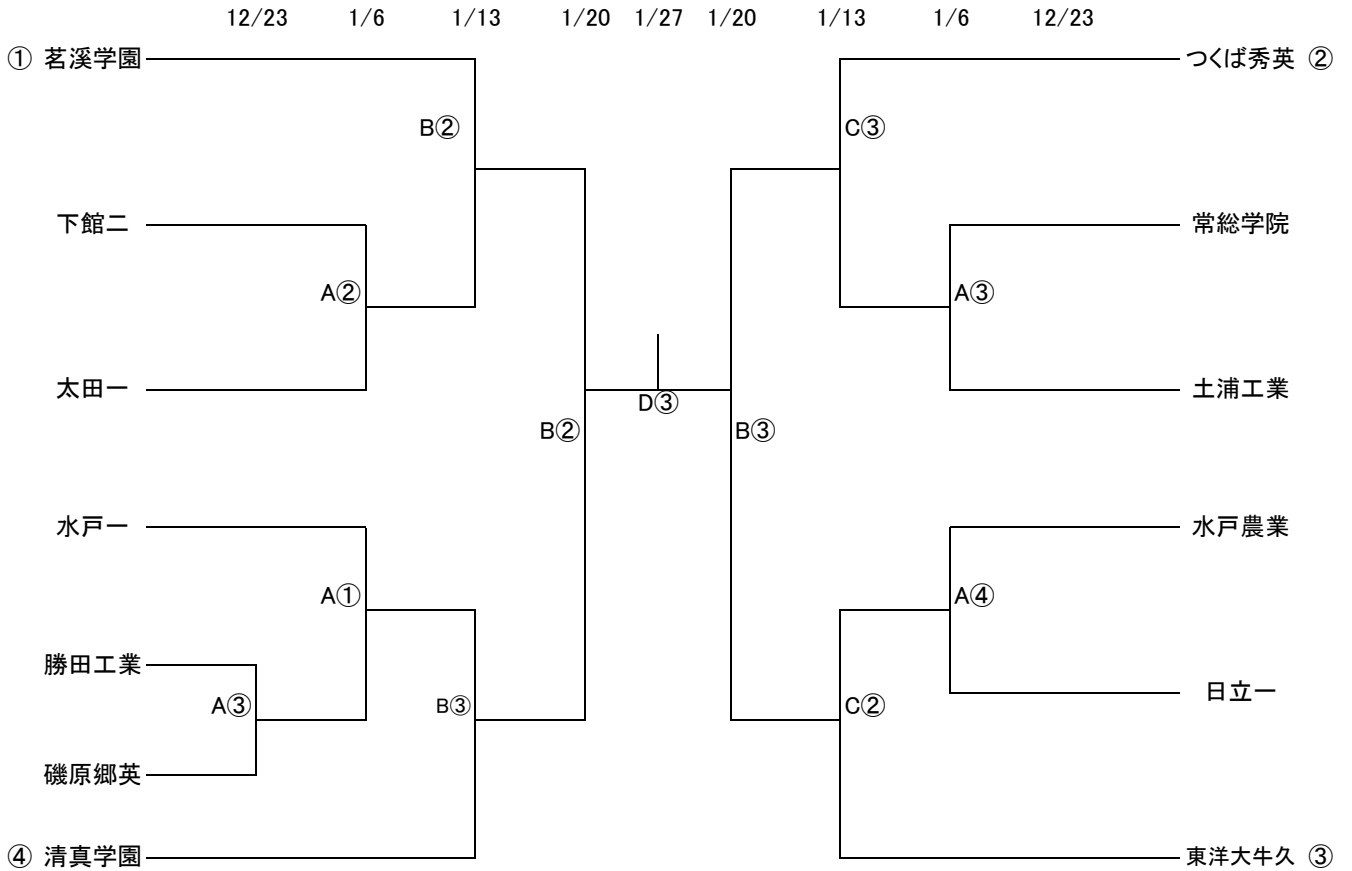 12/23 1/6 1/13 1/20 1/27 1/20 1/13 1/6 12/23
① 茗溪学園 つくば秀英 ②
B② C③
下館二 常総学院
A② A③
太田一 土浦工業
D③
B② B③
水戸一 水戸農業
A① A④
勝田工業 日立一
A③ B③ C②
磯原郷英
④ 清真学園 東洋大牛久 ③